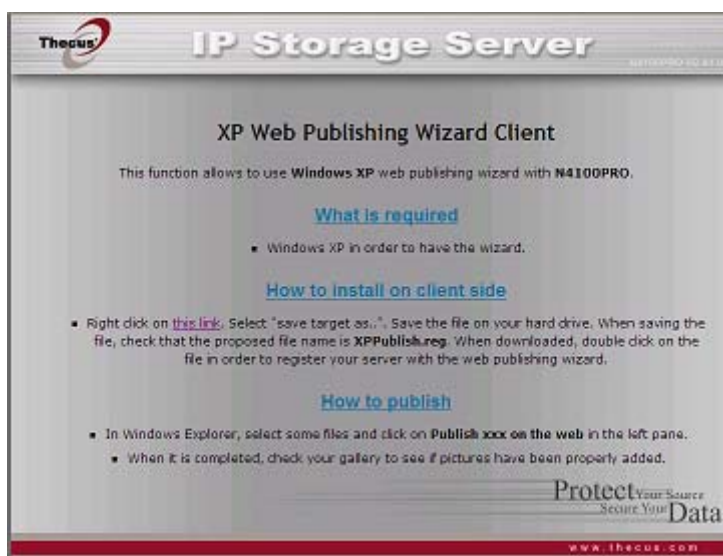 Thecus
IP Storage Server
XP Web Publishing Wizard Client
This function allows to use Windows XP web publishing wizard with N4100PRO.
What is required
▪ Windows XP in order to have the wizard.
How to install on client side
▪ Right click on this link. Select "save target as..". Save the file on your hard drive. When saving the
file, check that the proposed file name is XPPublish.reg. When downloaded, double click on the
file in order to register your server with the web publishing wizard.
How to publish
▪ In Windows Explorer, select some files and click on Publish xxx on the web in the left pane.
▪ When it is completed, check your gallery to see if pictures have been properly added.
Protect Your Source
Secure Your Data
www.thecus.com